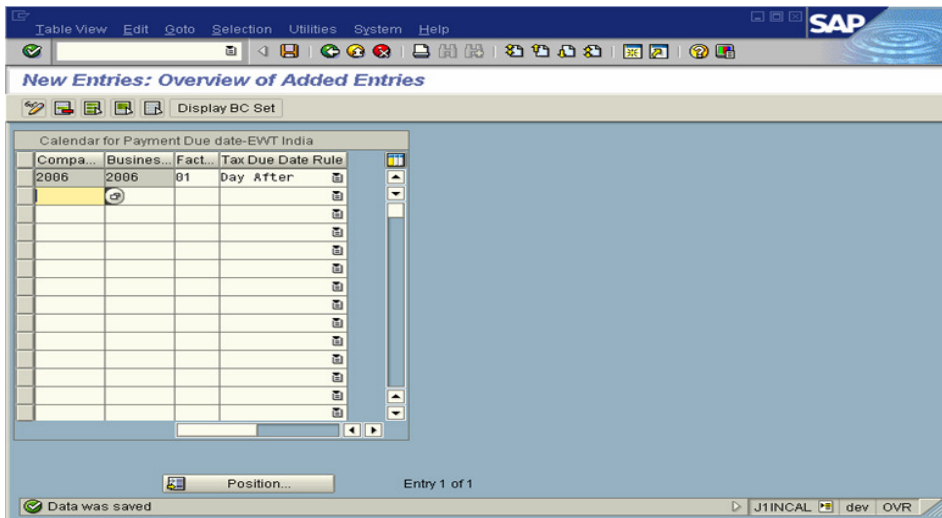 Table View Edit Goto Selection Utilities System Help
SAP
New Entries: Overview of Added Entries
Display BC Set
Calendar for Payment Due date-EWT India
Compa... Busines... Fact... Tax Due Date Rule
2006 2006 01 Day After
Position... Entry 1 of 1
Data was saved J1INCAL dev OVR